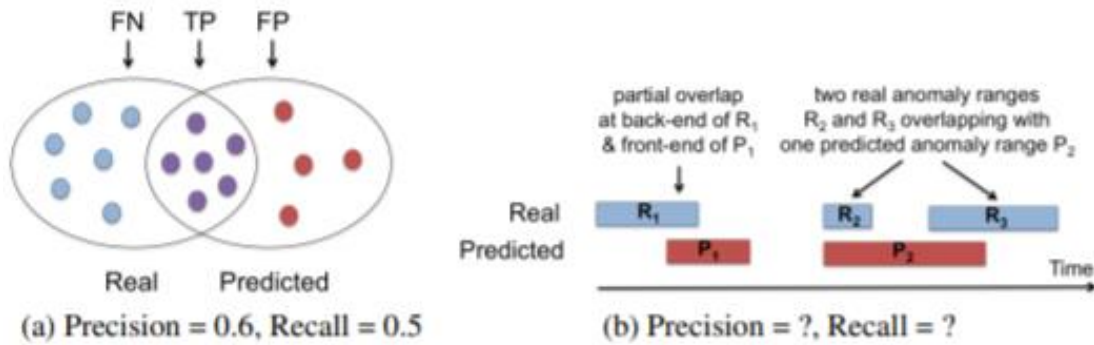 FN TP FP
Real Predicted
(a) Precision = 0.6, Recall = 0.5
partial overlap
at back-end of R₁
& front-end of P₁
two real anomaly ranges
R₂ and R₃ overlapping with
one predicted anomaly range P₂
Real R₁ R₂ R₃
Predicted P₁ P₂
Time
(b) Precision = ?, Recall = ?